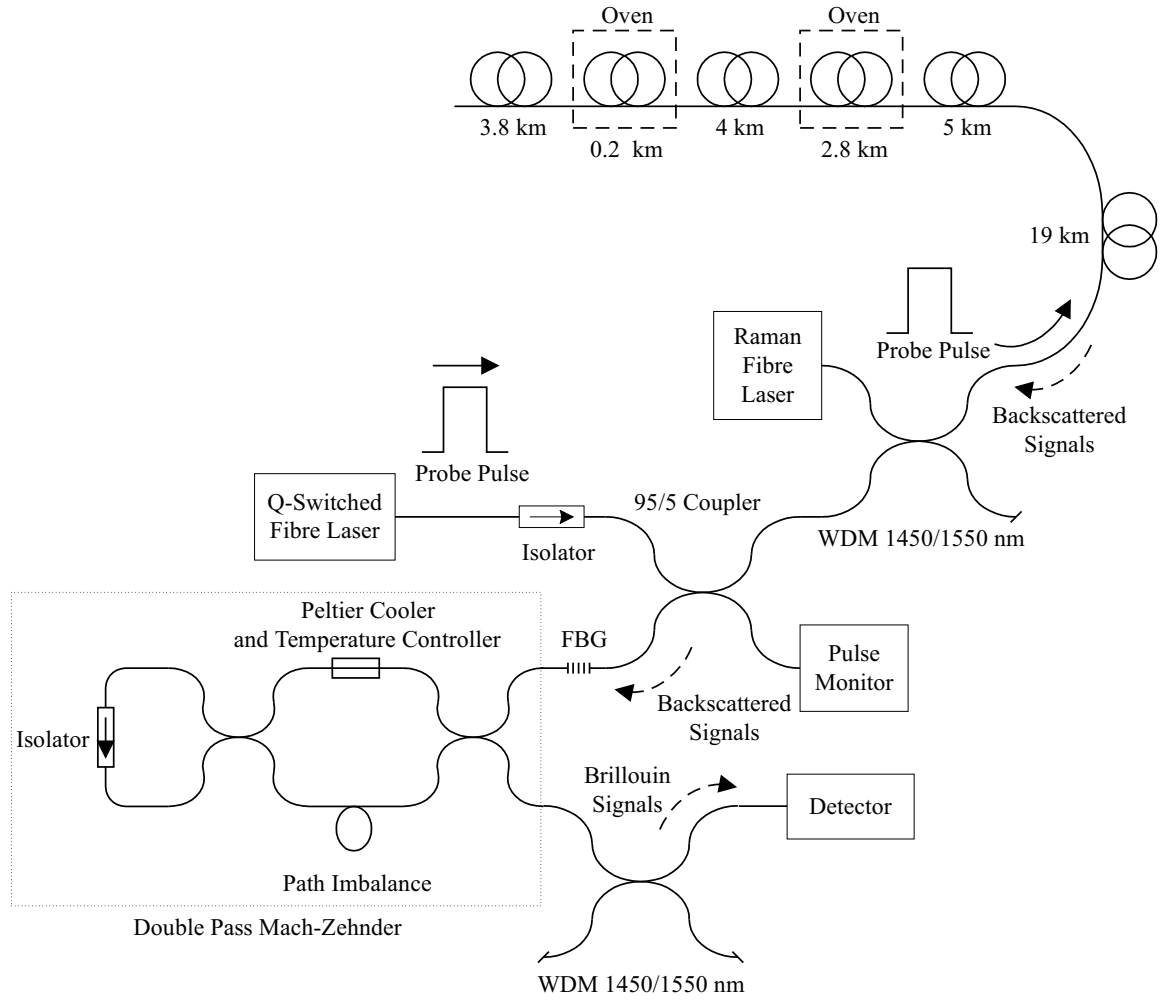 Oven
Oven
3.8 km
0.2 km
4 km
2.8 km
5 km
19 km
Raman
Fibre
Laser
Probe Pulse
Backscattered
Signals
Probe Pulse
Q-Switched
Fibre Laser
Isolator
95/5 Coupler
WDM 1450/1550 nm
Peltier Cooler
and Temperature Controller
FBG
Pulse
Monitor
Backscattered
Signals
Isolator
Brillouin
Signals
Detector
Path Imbalance
Double Pass Mach-Zehnder
WDM 1450/1550 nm